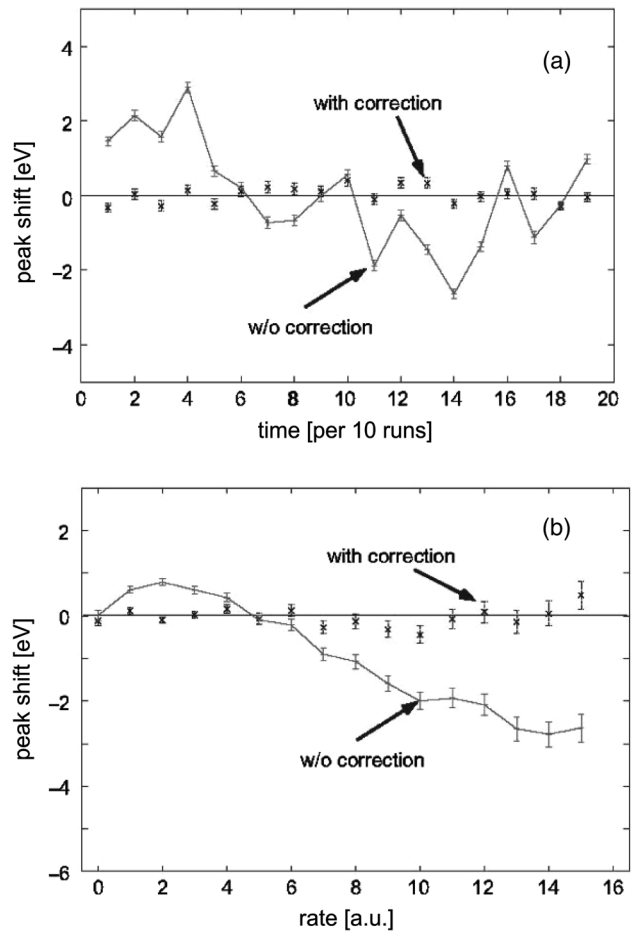 4
(a)
with correction
2
0
peak shift [eV]
−2
w/o correction
−4
0 2 4 6 8 10 12 14 16 18 20
time [per 10 runs]
(b)
2
with correction
0
peak shift [eV]
−2
w/o correction
−4
−6
0 2 4 6 8 10 12 14 16
rate [a.u.]